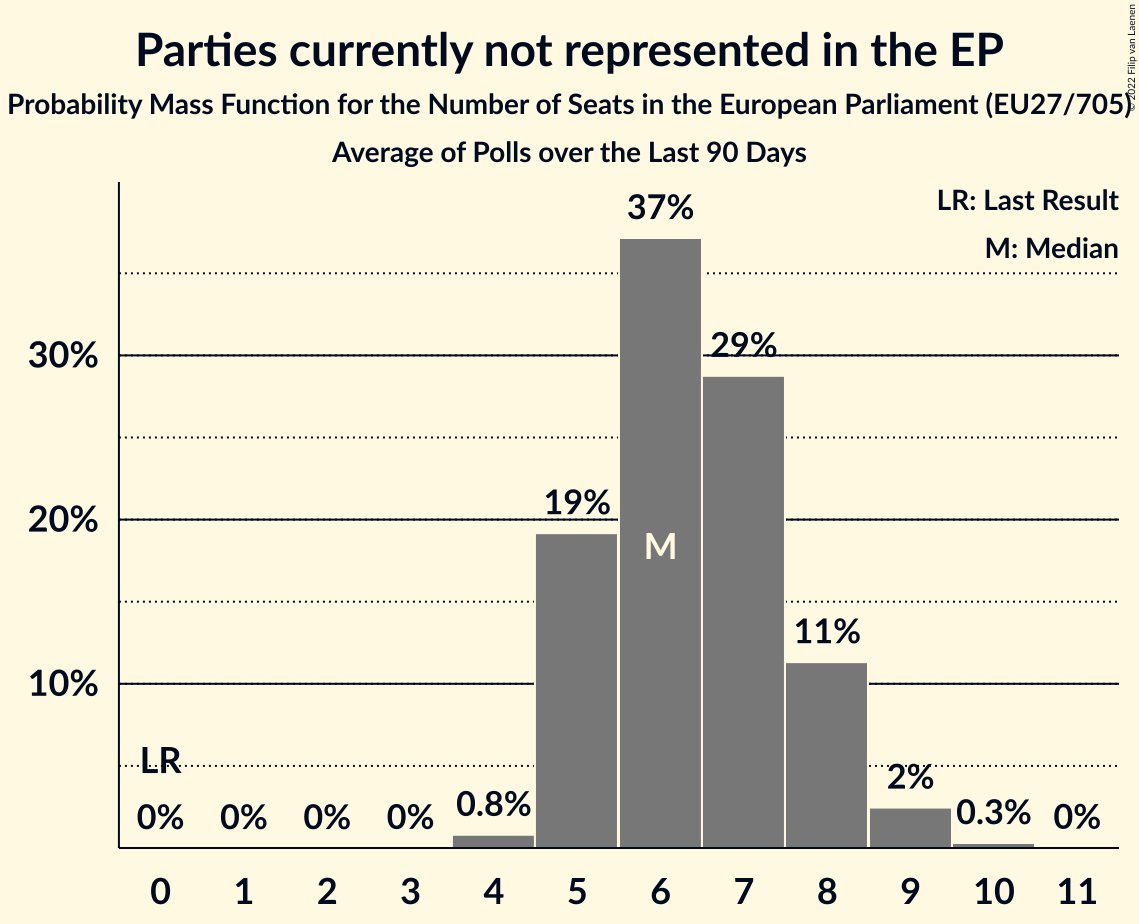 Parties currently not represented in the EP
Probability Mass Function for the Number of Seats in the European Parliament (EU27/705)
Average of Polls over the Last 90 Days
© 2022 Filip van Laenen
LR: Last Result
M: Median
37%
30%
29%
20%
19%
M
11%
10%
LR
0%
0%
0%
0%
0.8%
2%
0.3%
0%
0 1 2 3 4 5 6 7 8 9 10 11